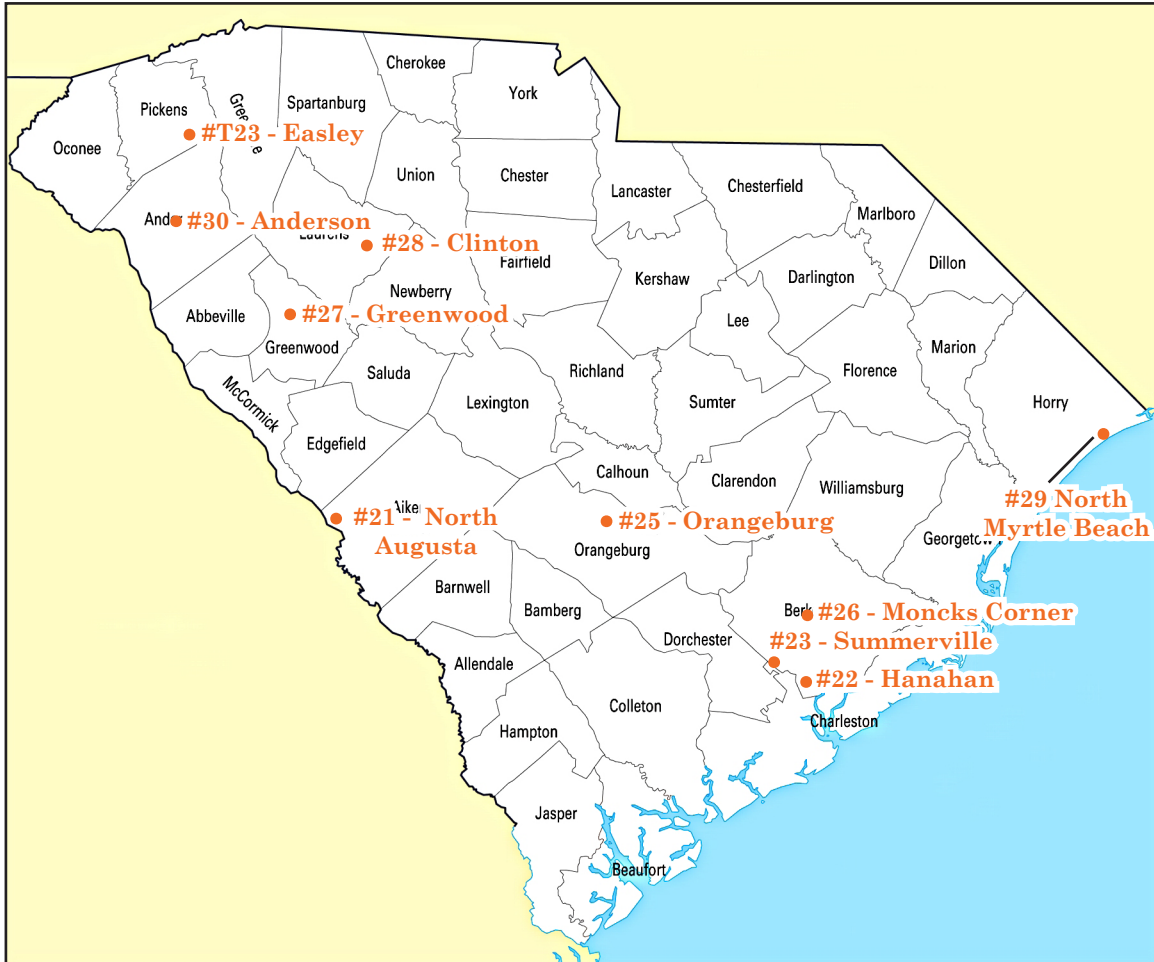 Cherokee
York
Spartanburg
Pickens
#T23 - Easley
Oconee
Union
Chester
Lancaster
Chesterfield
Marlboro
#30 - Anderson
#28 - Clinton
Fairfield
Kershaw
Darlington
Dillon
Newberry
Abbeville
#27 - Greenwood
Lee
Greenwood
Marion
Saluda
Richland
Florence
McCormick
Lexington
Sumter
Horry
Edgefield
Calhoun
Clarendon
Williamsburg
#29 North
Myrtle Beach
#21 - North
Augusta
#25 - Orangeburg
Orangeburg
Barnwell
Bamberg
#26 - Moncks Corner
Dorchester
#23 - Summerville
Allendale
#22 - Hanahan
Colleton
Charleston
Hampton
Jasper
Beaufort